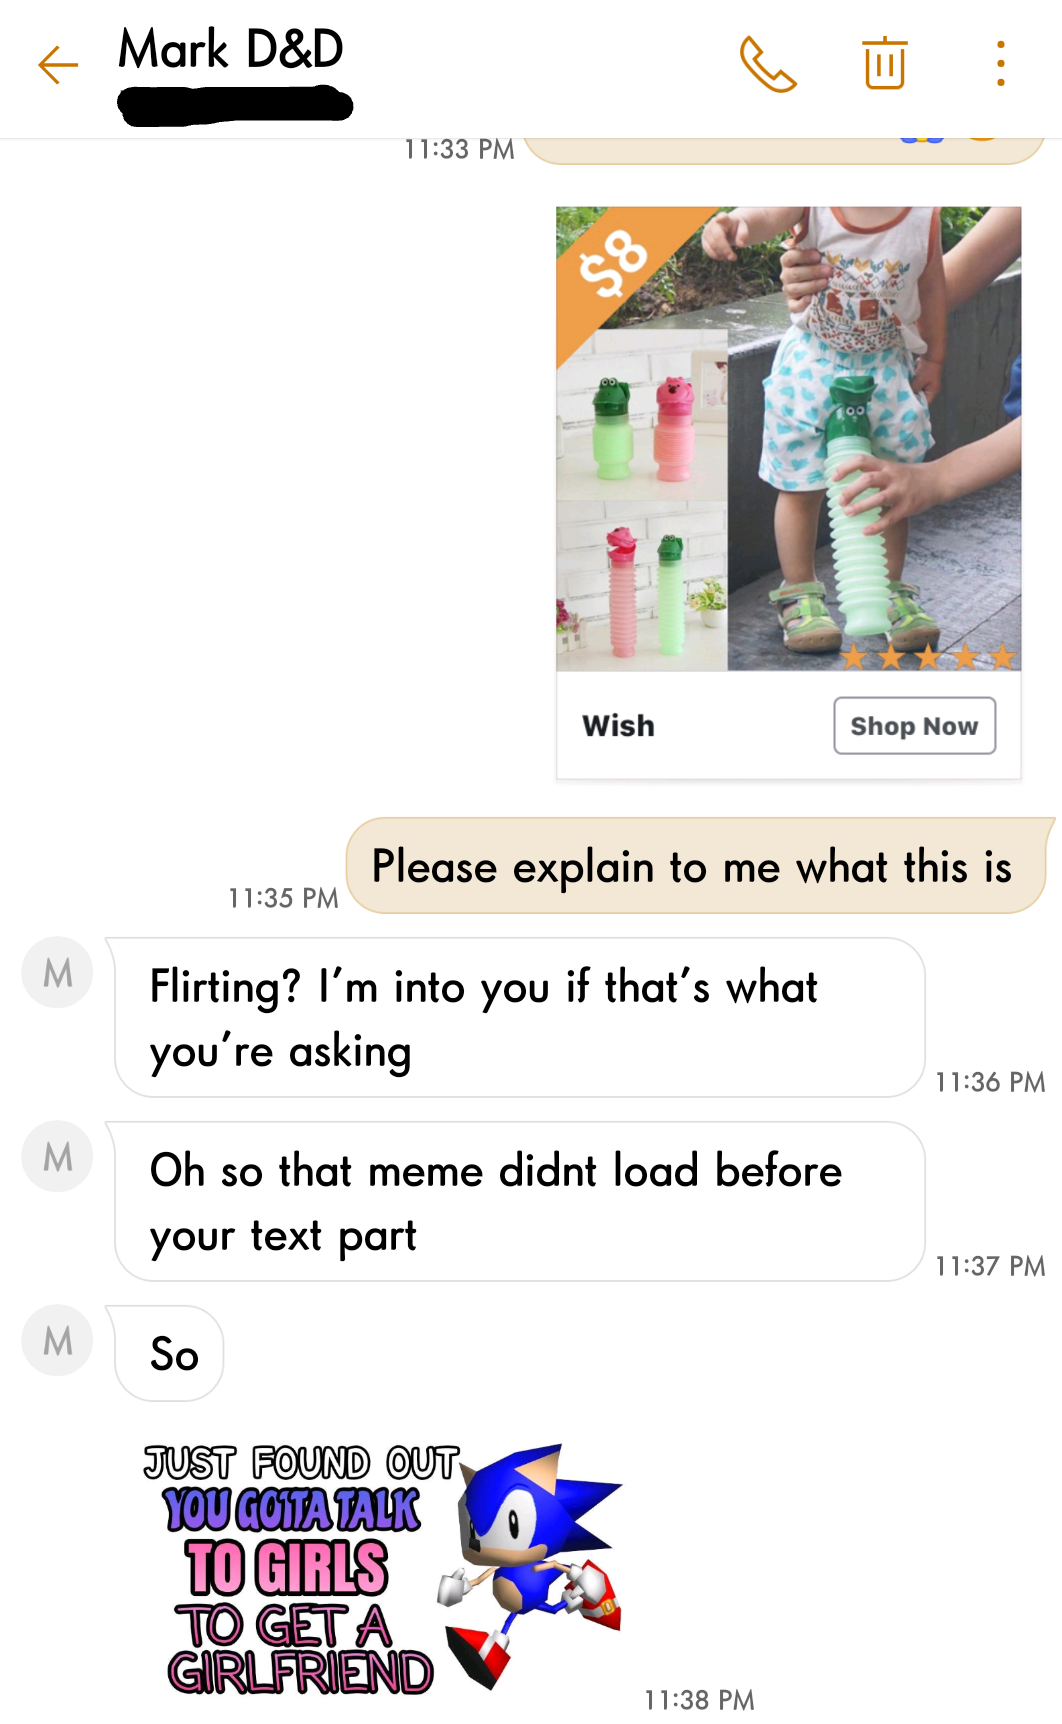 Mark D&D
11:33 PM
$8
Wish
Shop Now
Please explain to me what this is
11:35 PM
M
Flirting? I'm into you if that's what
you're asking
11:36 PM
M
Oh so that meme didnt load before
your text part
11:37 PM
M
So
JUST FOUND OUT
YOU GOTTA TALK
TO GIRLS
TO GET A
GIRLFRIEND
11:38 PM